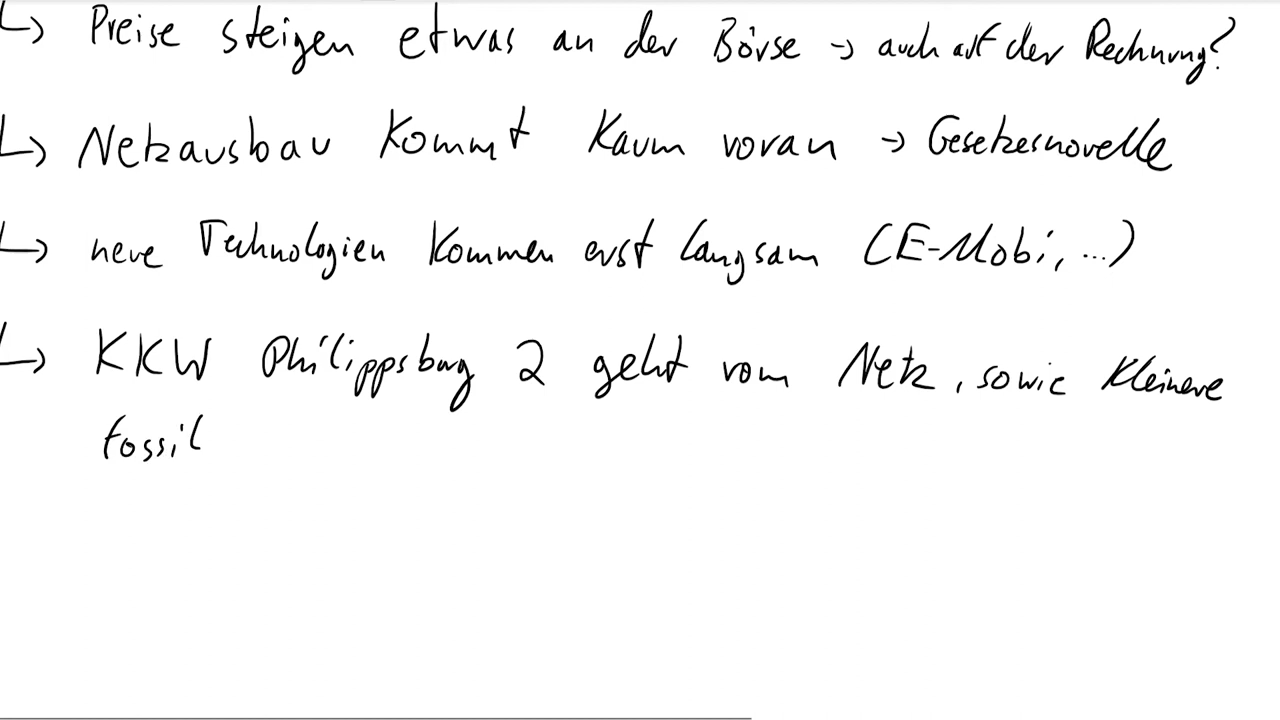 ↳ Preise steigen etwas an der Börse → auch auf der Rechnung?
↳ Netzausbau kommt kaum voran → Gesetzesnovelle
↳ neue Technologien kommen erst langsam (E-Mobi, ...)
↳ KKW Philippsburg 2 geht vom Netz, sowie kleinere
fossil